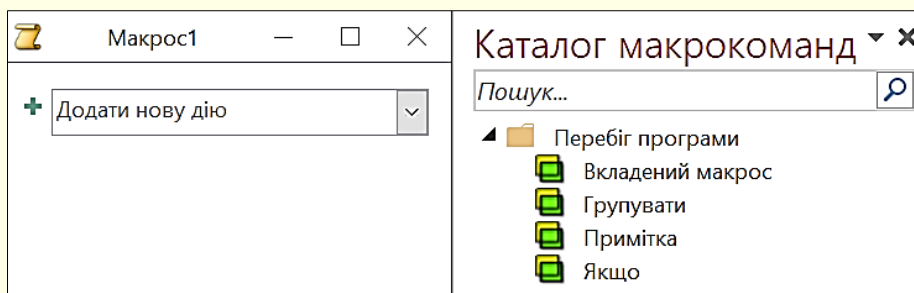 Макрос1
Додати нову дію
Каталог макрокоманд
Пошук...
Перебіг програми
Вкладений макрос
Групувати
Примітка
Якщо